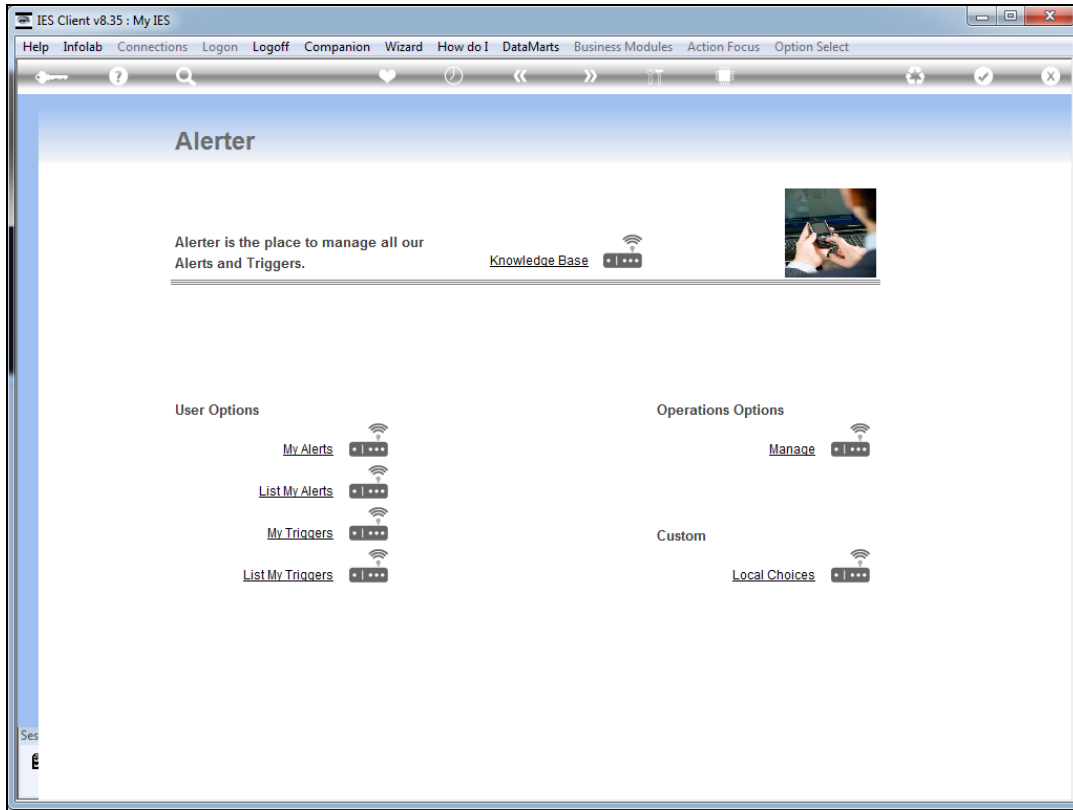 IES Client v8.35 : My IES
Help Infolab Connections Logon Logoff Companion Wizard How do I DataMarts Business Modules Action Focus Option Select
Alerter
Alerter is the place to manage all our
Alerts and Triggers.
Knowledge Base
User Options
Operations Options
My Alerts
Manage
List My Alerts
My Triggers
Custom
List My Triggers
Local Choices
Ses